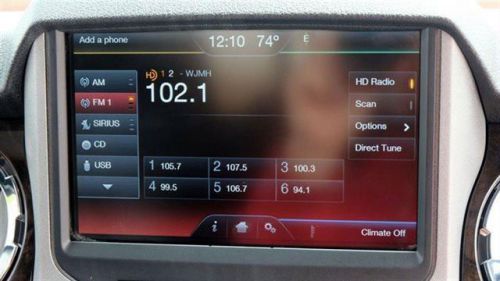 Add a phone
12:10 74° E
HD 1 2 - WJMH
102.1
AM
FM 1
SIRIUS
CD
USB
HD Radio
Scan
Options >
Direct Tune
1 105.7 2 107.5 3 100.3
4 99.5 5 106.7 6 94.1
i
Climate Off